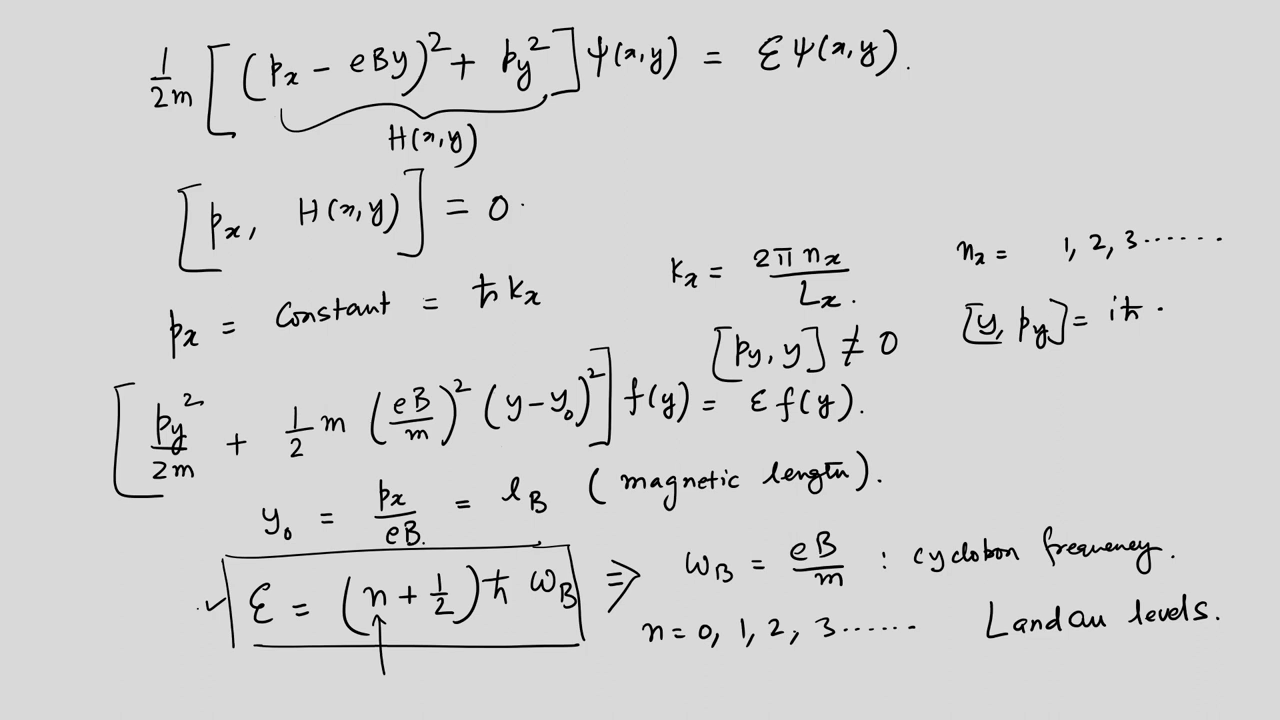 1/2m [(px - eBy)² + py²] ψ(x,y) = ε ψ(x,y).
H(x,y)
[px, H(x,y)] = 0.
px = Constant = ħ kx    kx = 2π nx / Lx.    nx = 1, 2, 3 ......
[py, y] ≠ 0    [y, py] = iħ.
[py²/2m + 1/2 m (eB/m)² (y - y₀)²] f(y) = ε f(y).
y₀ = px/eB. = lB (magnetic length).
ε = (n + 1/2) ħ ωB ⇒ ωB = eB/m : cyclotron frequency.
n = 0, 1, 2, 3 ...... Landau levels.